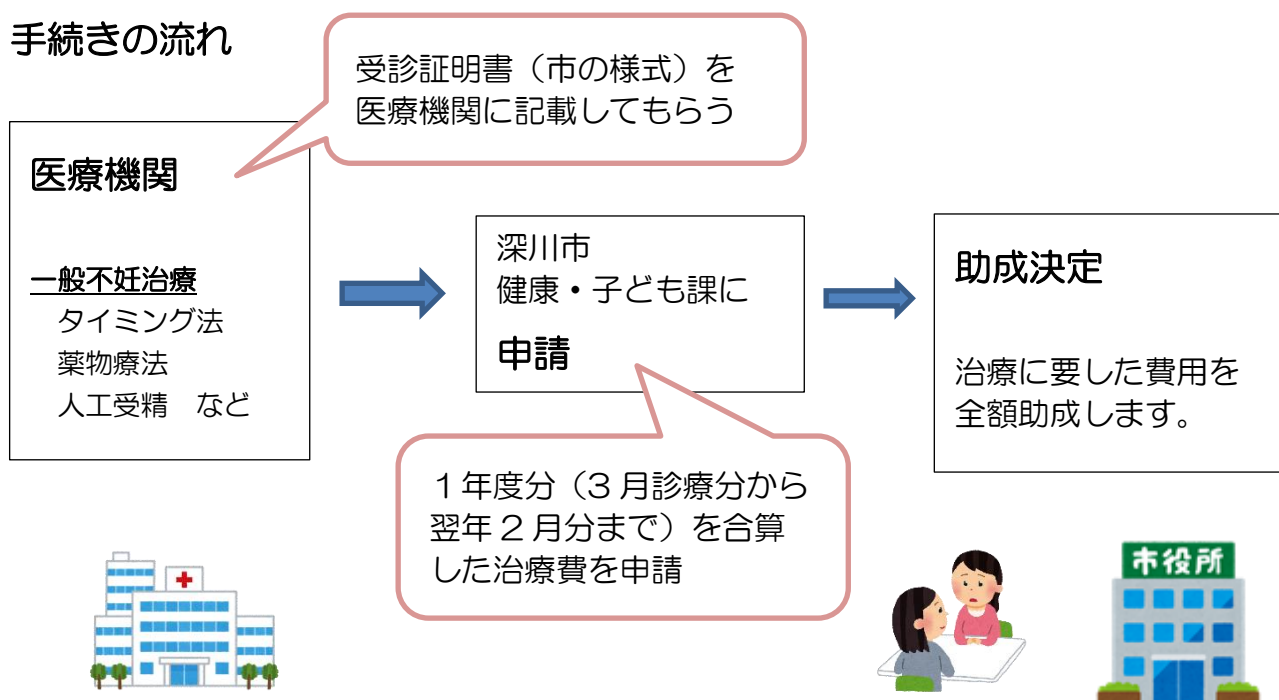 手続きの流れ
受診証明書（市の様式）を
医療機関に記載してもらう
医療機関
一般不妊治療
タイミング法
薬物療法
人工受精　など
深川市
健康・子ども課に
申請
１年度分（３月診療分から
翌年２月分まで）を合算
した治療費を申請
助成決定
治療に要した費用を
全額助成します。
市役所